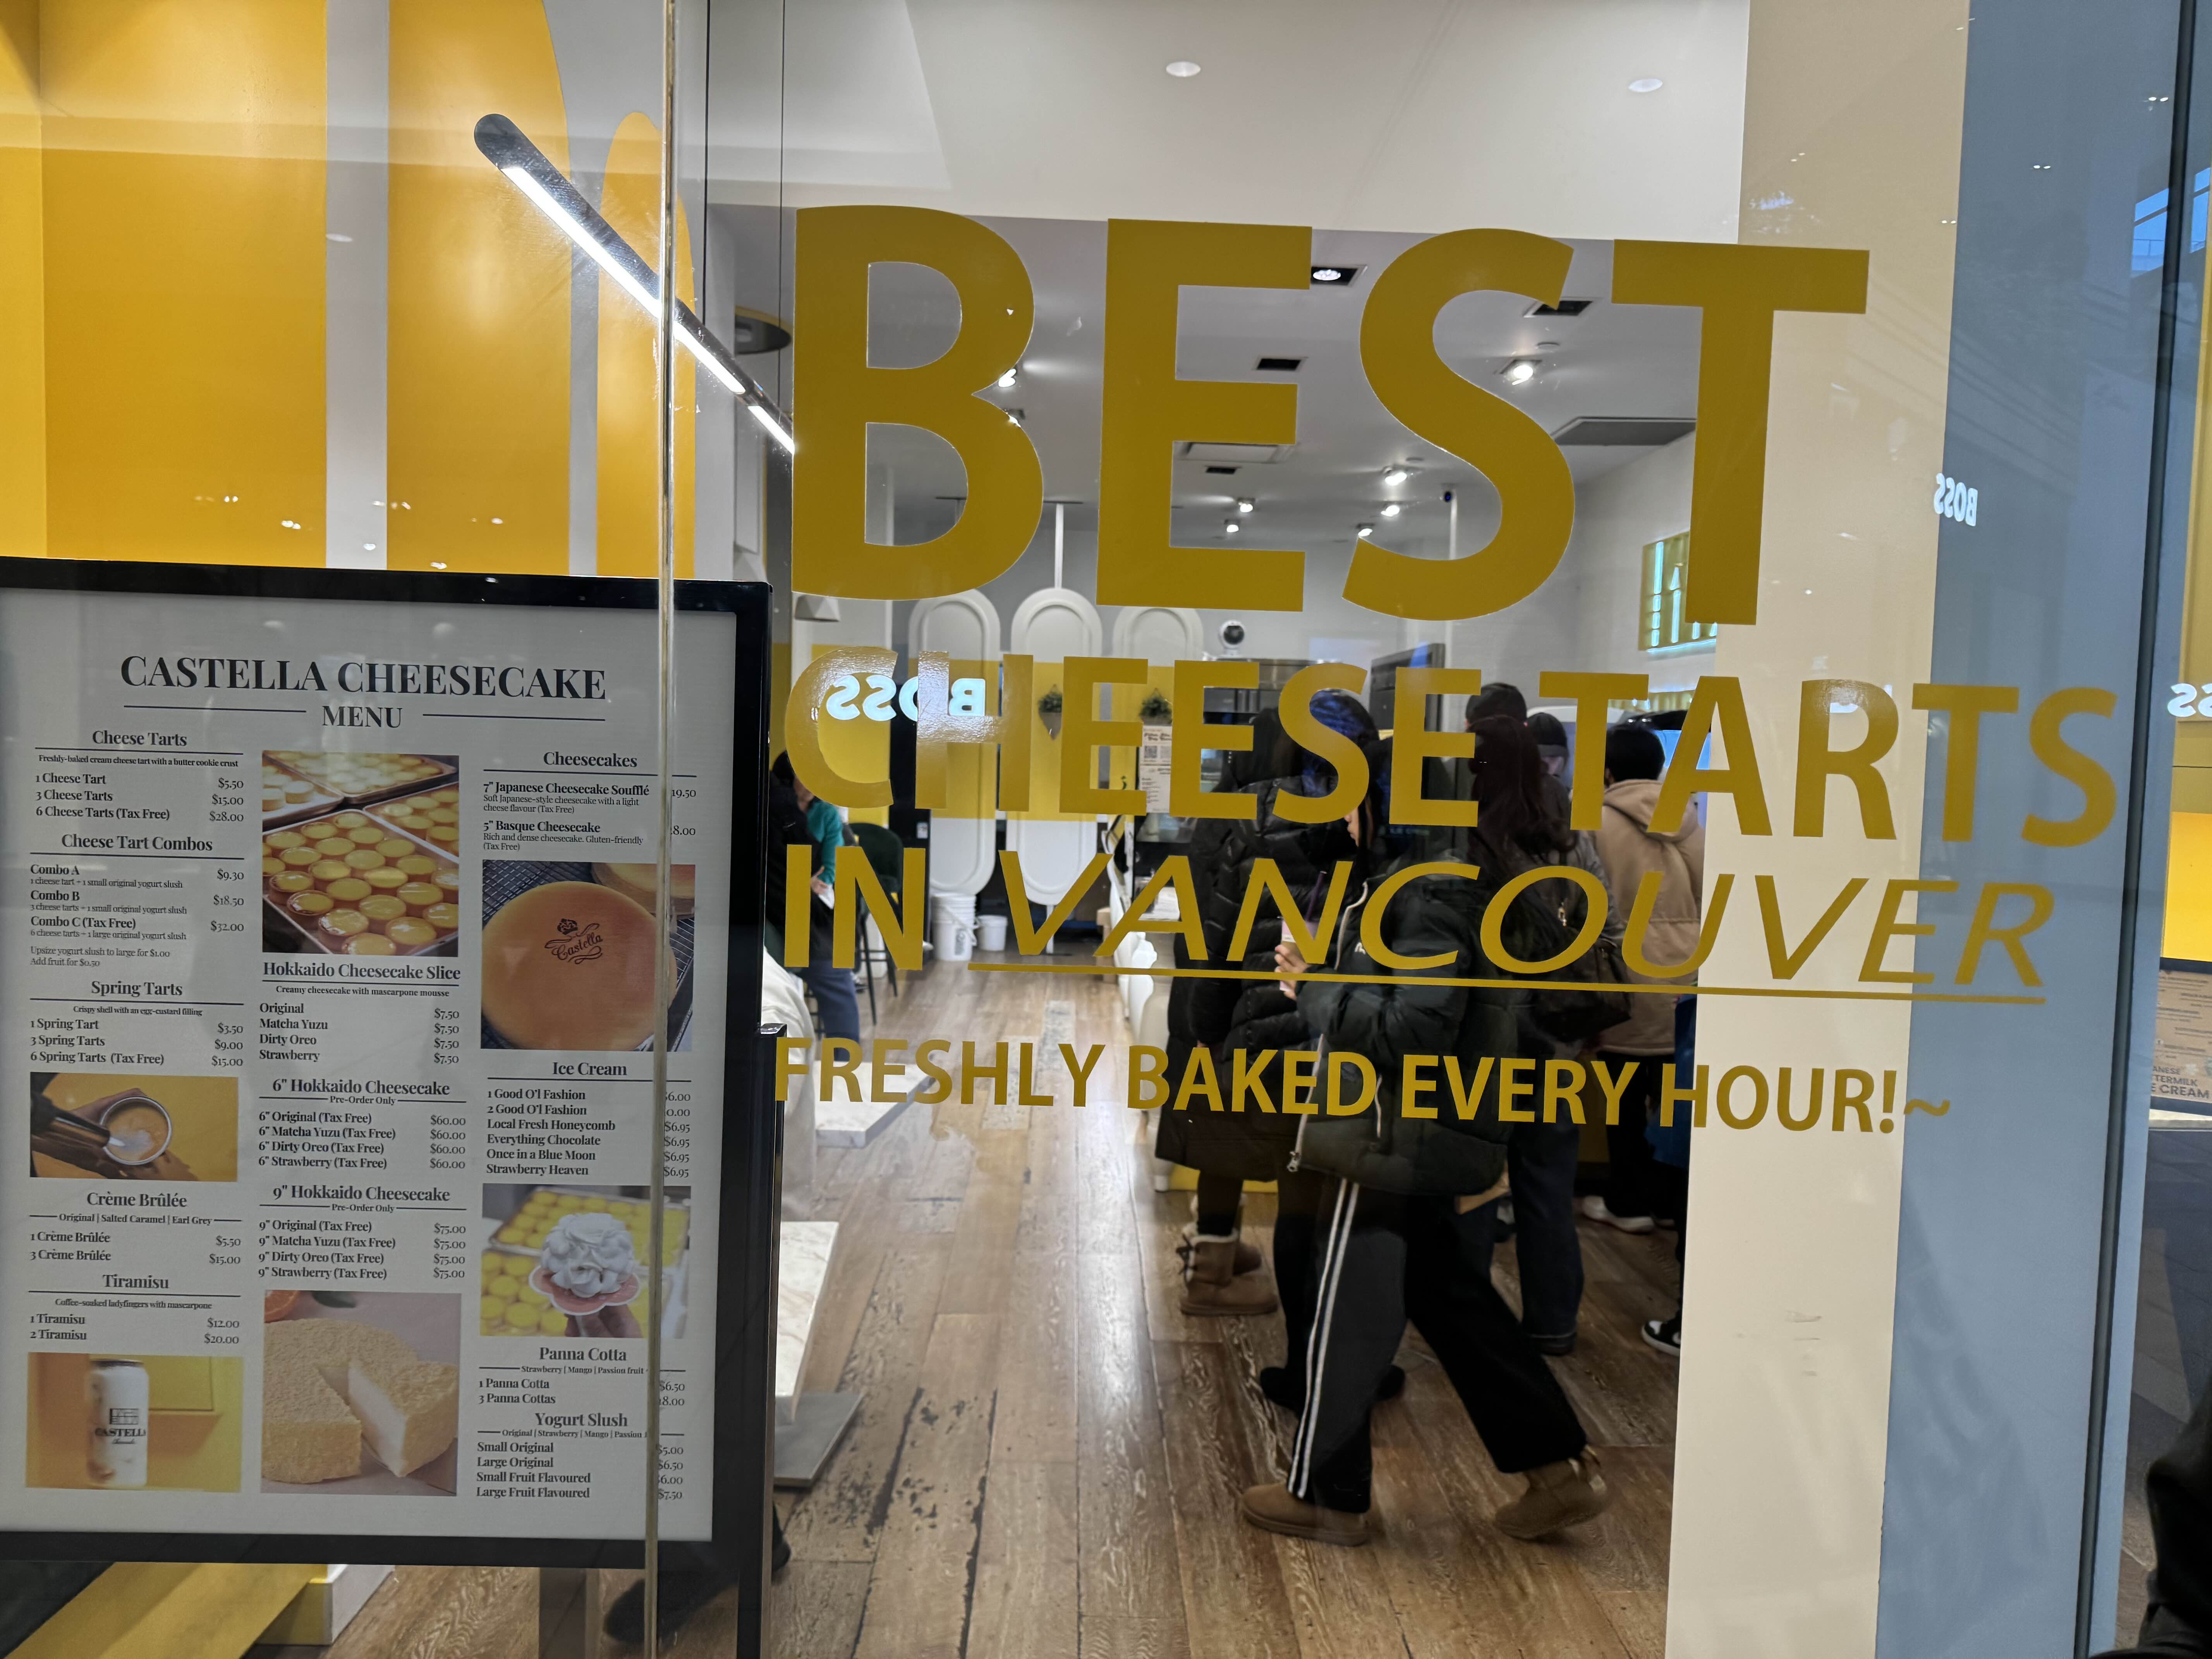 BEST
CHEESE TARTS
IN VANCOUVER
FRESHLY BAKED EVERY HOUR!~
CASTELLA CHEESECAKE
MENU
Cheese Tarts
Freshly-baked cream cheese tart with a butter cookie crust
1 Cheese Tart $5.50
3 Cheese Tarts $15.00
6 Cheese Tarts (Tax Free) $28.00
Cheese Tart Combos
Combo A $9.30
1 cheese tart + 1 small original yogurt slush
Combo B $18.50
3 cheese tarts + 1 small original yogurt slush
Combo C (Tax Free) $32.00
6 cheese tarts + 1 large original yogurt slush
Upsize yogurt slush to large for $1.00
Add fruit for $0.50
Spring Tarts
Crispy shell with an egg-custard filling
1 Spring Tart $3.50
3 Spring Tarts $9.00
6 Spring Tarts (Tax Free) $15.00
Crème Brûlée
Original | Salted Caramel | Earl Grey
1 Crème Brûlée $5.50
3 Crème Brûlée $15.00
Tiramisu
Coffee-soaked ladyfingers with mascarpone
1 Tiramisu $12.00
2 Tiramisu $20.00
CASTELLA
Hokkaido Cheesecake Slice
Creamy cheesecake with mascarpone mousse
Original $7.50
Matcha Yuzu $7.50
Dirty Oreo $7.50
Strawberry $7.50
6" Hokkaido Cheesecake
Pre-Order Only
6" Original (Tax Free) $60.00
6" Matcha Yuzu (Tax Free) $60.00
6" Dirty Oreo (Tax Free) $60.00
6" Strawberry (Tax Free) $60.00
9" Hokkaido Cheesecake
Pre-Order Only
9" Original (Tax Free) $75.00
9" Matcha Yuzu (Tax Free) $75.00
9" Dirty Oreo (Tax Free) $75.00
9" Strawberry (Tax Free) $75.00
Cheesecakes
7" Japanese Cheesecake Soufflé 19.50
Soft Japanese-style cheesecake with a light
cheese flavour (Tax Free)
5" Basque Cheesecake 8.00
Rich and dense cheesecake. Gluten-friendly
(Tax Free)
Castella
Ice Cream
1 Good O'l Fashion 6.00
2 Good O'l Fashion 0.00
Local Fresh Honeycomb $6.95
Everything Chocolate $6.95
Once in a Blue Moon $6.95
Strawberry Heaven $6.95
Panna Cotta
Strawberry | Mango | Passion fruit
1 Panna Cotta $6.50
3 Panna Cottas 18.00
Yogurt Slush
Original | Strawberry | Mango | Passion
Small Original $5.00
Large Original $6.50
Small Fruit Flavoured 6.00
Large Fruit Flavoured $7.50
BOSS
BOSS